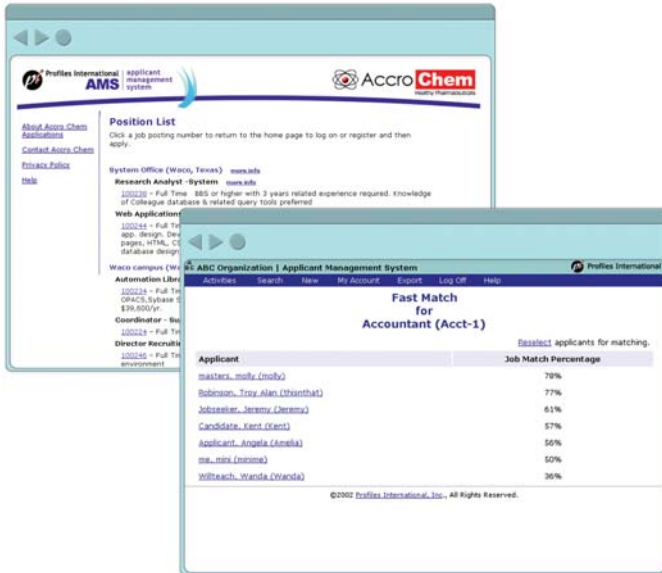 Profiles International
AMS
applicant
management
system
Accro Chem
Healthy Pharmaceuticals
About Accro Chem
Applications
Contact Accro Chem
Privacy Policy
Help
Position List
Click a job posting number to return to the home page to log on or register and then
apply.
System Office (Waco, Texas) more info
Research Analyst -System more info
100238 - Full Time BBS or higher with 3 years related experience required. Knowledge
of Colleague database & related query tools preferred
Web Applications
100244 - Full Tim
app. design. Dev
pages, HTML, CS
database design
Waco campus (Wa
Automation Libra
100234 - Full Tim
OPACS,Sybase S
$39,600/yr.
Coordinator - Su
100224 - Full Tim
Director Recruiti
100246 - Full Tim
environment
ABC Organization | Applicant Management System
Profiles International
Activities Search New My Account Export Log Off Help
Fast Match
for
Accountant (Acct-1)
Reselect applicants for matching.
Applicant Job Match Percentage
masters, molly (molly) 78%
Robinson, Troy Alan (thisnthat) 77%
Jobseeker, Jeremy (Jeremy) 61%
Candidate, Kent (Kent) 57%
Applicant, Angela (Amelia) 56%
me, mini (minime) 50%
Willteach, Wanda (Wanda) 36%
©2002 Profiles International, Inc., All Rights Reserved.